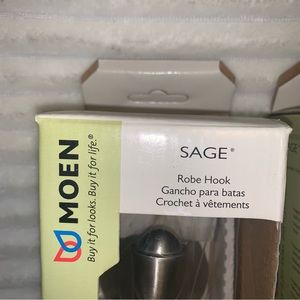 MOEN
Buy it for looks. Buy it for life.®
SAGE®
Robe Hook
Gancho para batas
Crochet à vêtements